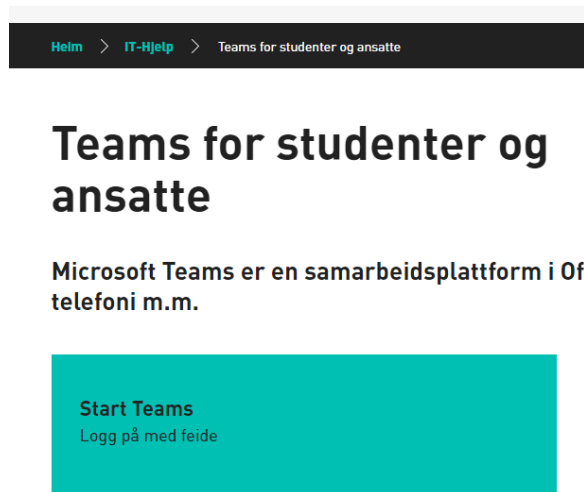 Heim > IT-Hjelp > Teams for studenter og ansatte
Teams for studenter og
ansatte
Microsoft Teams er en samarbeidsplattform i Of
telefoni m.m.
Start Teams
Logg på med feide